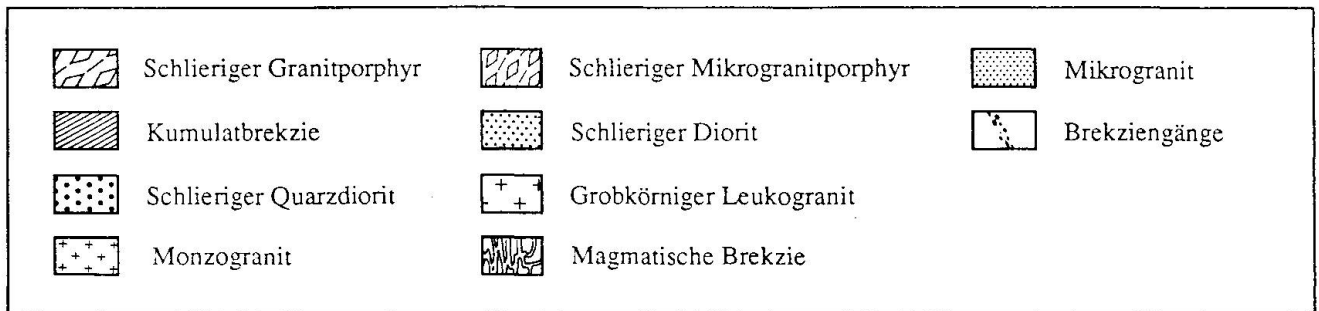 Schlieriger Granitporphyr
Schlieriger Mikrogranitporphyr
Mikrogranit
Kumulatbrekzie
Schlieriger Diorit
Brekziengänge
Schlieriger Quarzdiorit
Grobkörniger Leukogranit
Monzogranit
Magmatische Brekzie